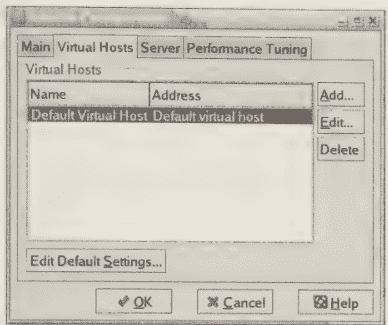 Main Virtual Hosts Server Performance Tuning
Virtual Hosts
Name Address
Add...
Default Virtual Host Default virtual host
Edit...
Delete
Edit Default Settings...
OK Cancel Help